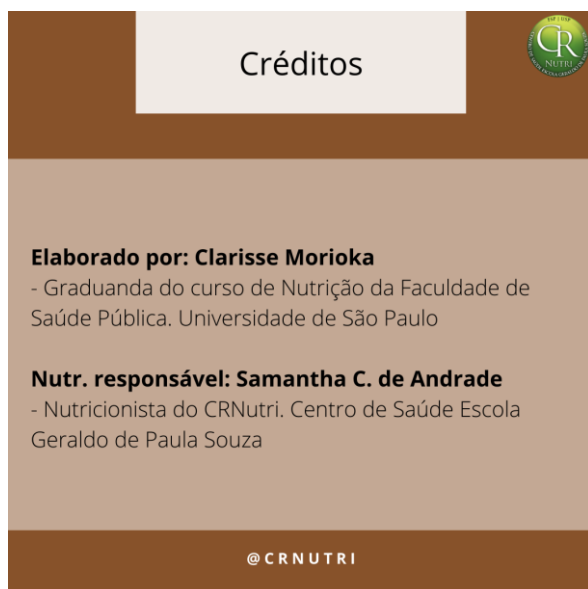 Créditos
CR
NUTRI
Elaborado por: Clarisse Morioka
- Graduanda do curso de Nutrição da Faculdade de
Saúde Pública. Universidade de São Paulo
Nutr. responsável: Samantha C. de Andrade
- Nutricionista do CRNutri. Centro de Saúde Escola
Geraldo de Paula Souza
@CRNUTRI